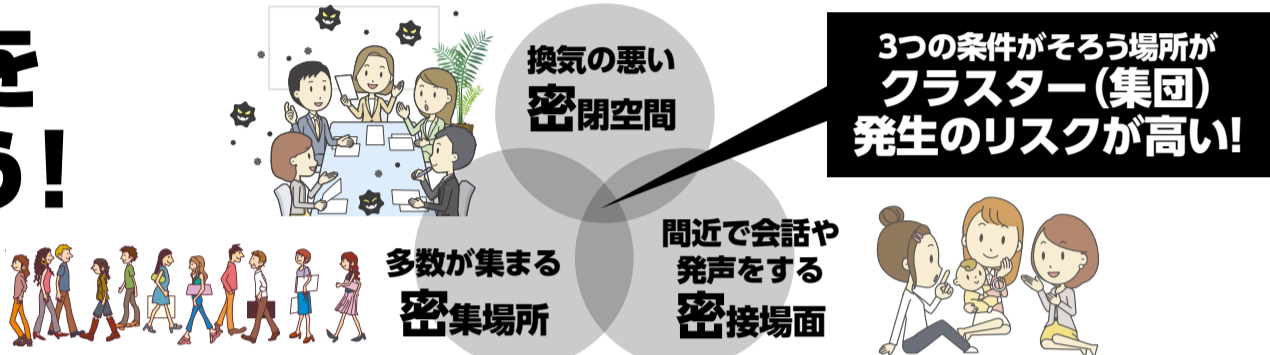 を
う!
換気の悪い
密閉空間
3つの条件がそろう場所が
クラスター(集団)
発生のリスクが高い!
多数が集まる
密集場所
間近で会話や
発声をする
密接場面